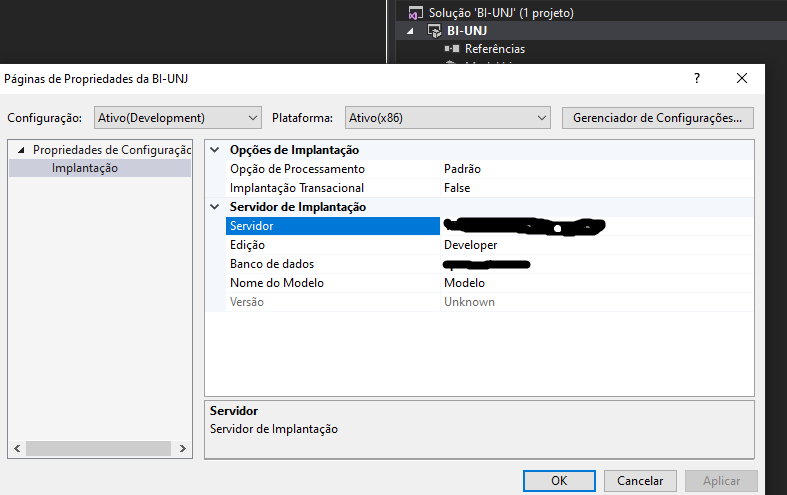 Solução 'BI-UNJ' (1 projeto)
BI-UNJ
Referências
Páginas de Propriedades da BI-UNJ
? ×
Configuração: Ativo(Development) Plataforma: Ativo(x86) Gerenciador de Configurações...
Propriedades de Configuraçãc
Implantação
Opções de Implantação
Opção de Processamento Padrão
Implantação Transacional False
Servidor de Implantação
Servidor
Edição Developer
Banco de dados
Nome do Modelo Modelo
Versão Unknown
Servidor
Servidor de Implantação
OK Cancelar Aplicar